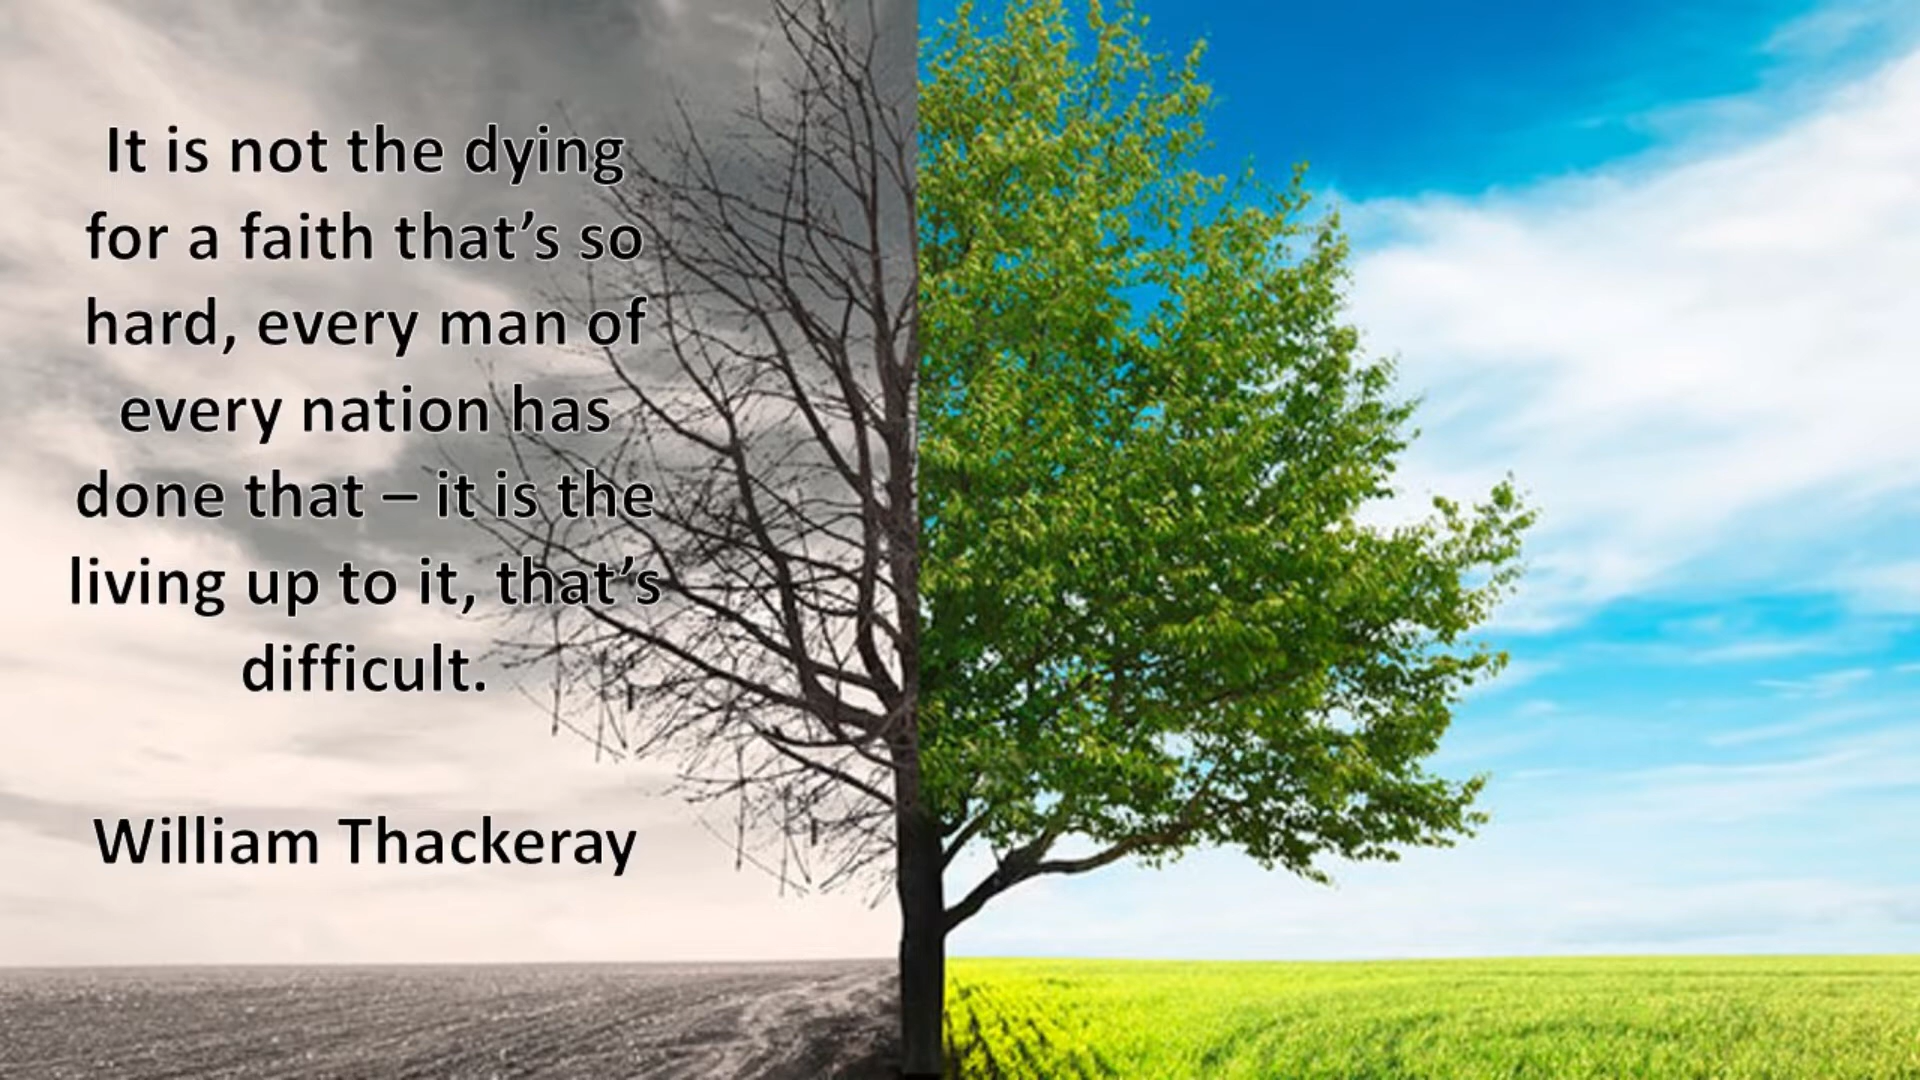 It is not the dying
for a faith that’s so
hard, every man of
every nation has
done that – it is the
living up to it, that’s
difficult.
William Thackeray